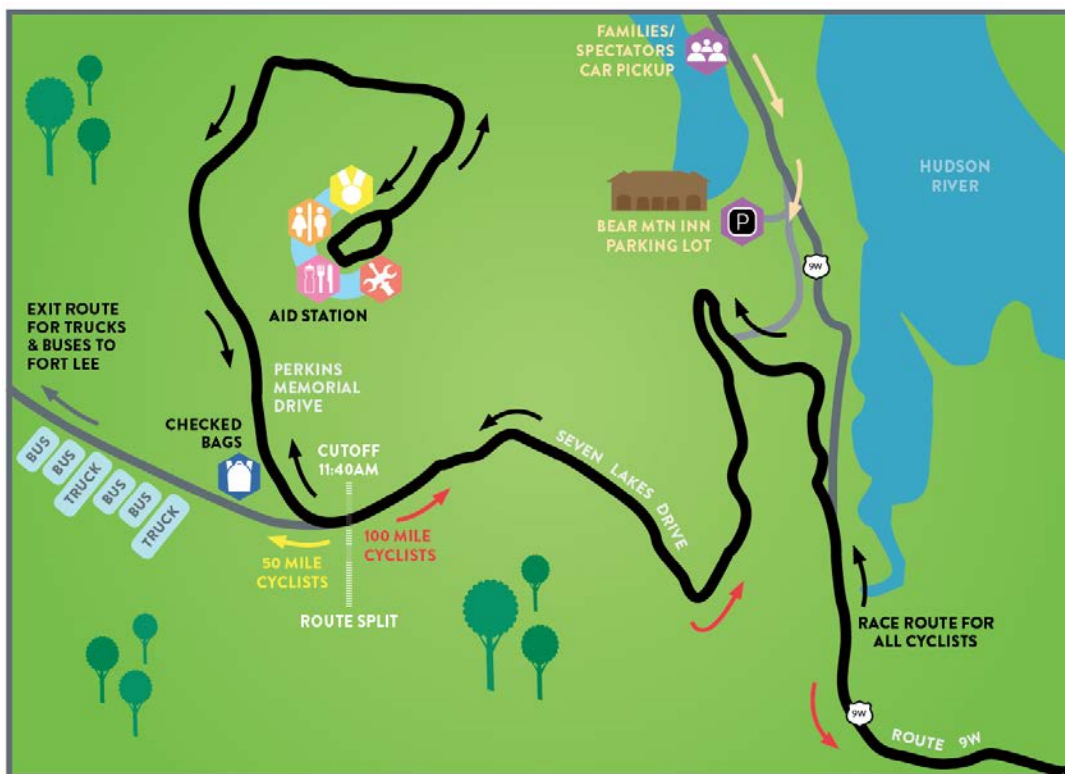 FAMILIES/
SPECTATORS
CAR PICKUP
HUDSON
RIVER
BEAR MTN INN
PARKING LOT
P
9W
EXIT ROUTE
FOR TRUCKS
& BUSES TO
FORT LEE
AID STATION
PERKINS
MEMORIAL
DRIVE
CHECKED
BAGS
CUTOFF
11:40AM
SEVEN LAKES DRIVE
BUS
BUS
TRUCK
BUS
BUS
TRUCK
50 MILE
CYCLISTS
100 MILE
CYCLISTS
ROUTE SPLIT
RACE ROUTE FOR
ALL CYCLISTS
9W
ROUTE 9W